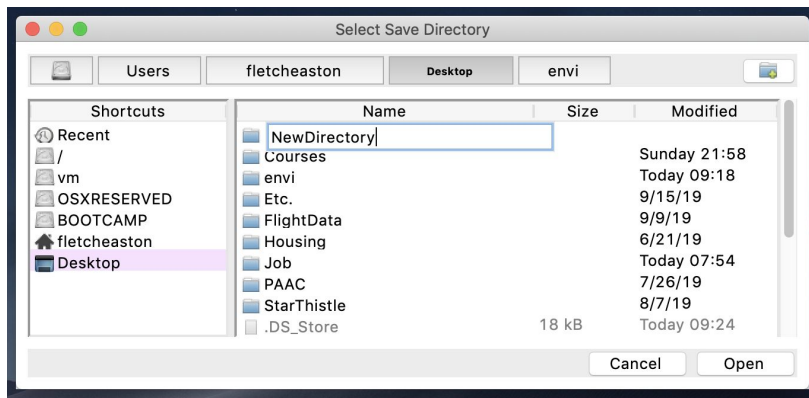 Select Save Directory
Users fletcheaston Desktop envi
Shortcuts Name Size Modified
Recent NewDirectory
/ Courses Sunday 21:58
vm envi Today 09:18
OSXRESERVED Etc. 9/15/19
BOOTCAMP FlightData 9/9/19
fletcheaston Housing 6/21/19
Desktop Job Today 07:54
PAAC 7/26/19
StarThistle 8/7/19
.DS_Store 18 kB Today 09:24
Cancel Open